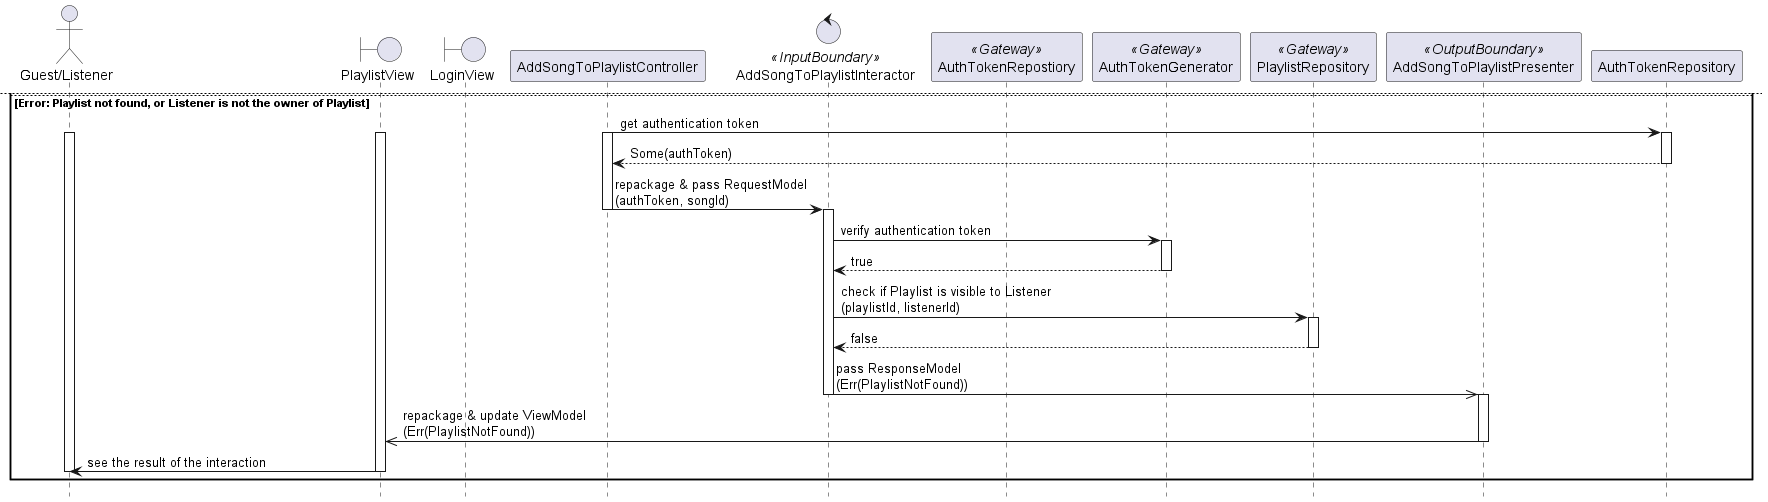 Guest/Listener
PlaylistView
LoginView
AddSongToPlaylistController
«InputBoundary»
AddSongToPlaylistInteractor
«Gateway»
AuthTokenRepostiory
«Gateway»
AuthTokenGenerator
«Gateway»
PlaylistRepository
«OutputBoundary»
AddSongToPlaylistPresenter
AuthTokenRepository
[Error: Playlist not found, or Listener is not the owner of Playlist]
get authentication token
Some(authToken)
repackage & pass RequestModel
(authToken, songId)
verify authentication token
true
check if Playlist is visible to Listener
(playlistId, listenerId)
false
pass ResponseModel
(Err(PlaylistNotFound))
repackage & update ViewModel
(Err(PlaylistNotFound))
see the result of the interaction